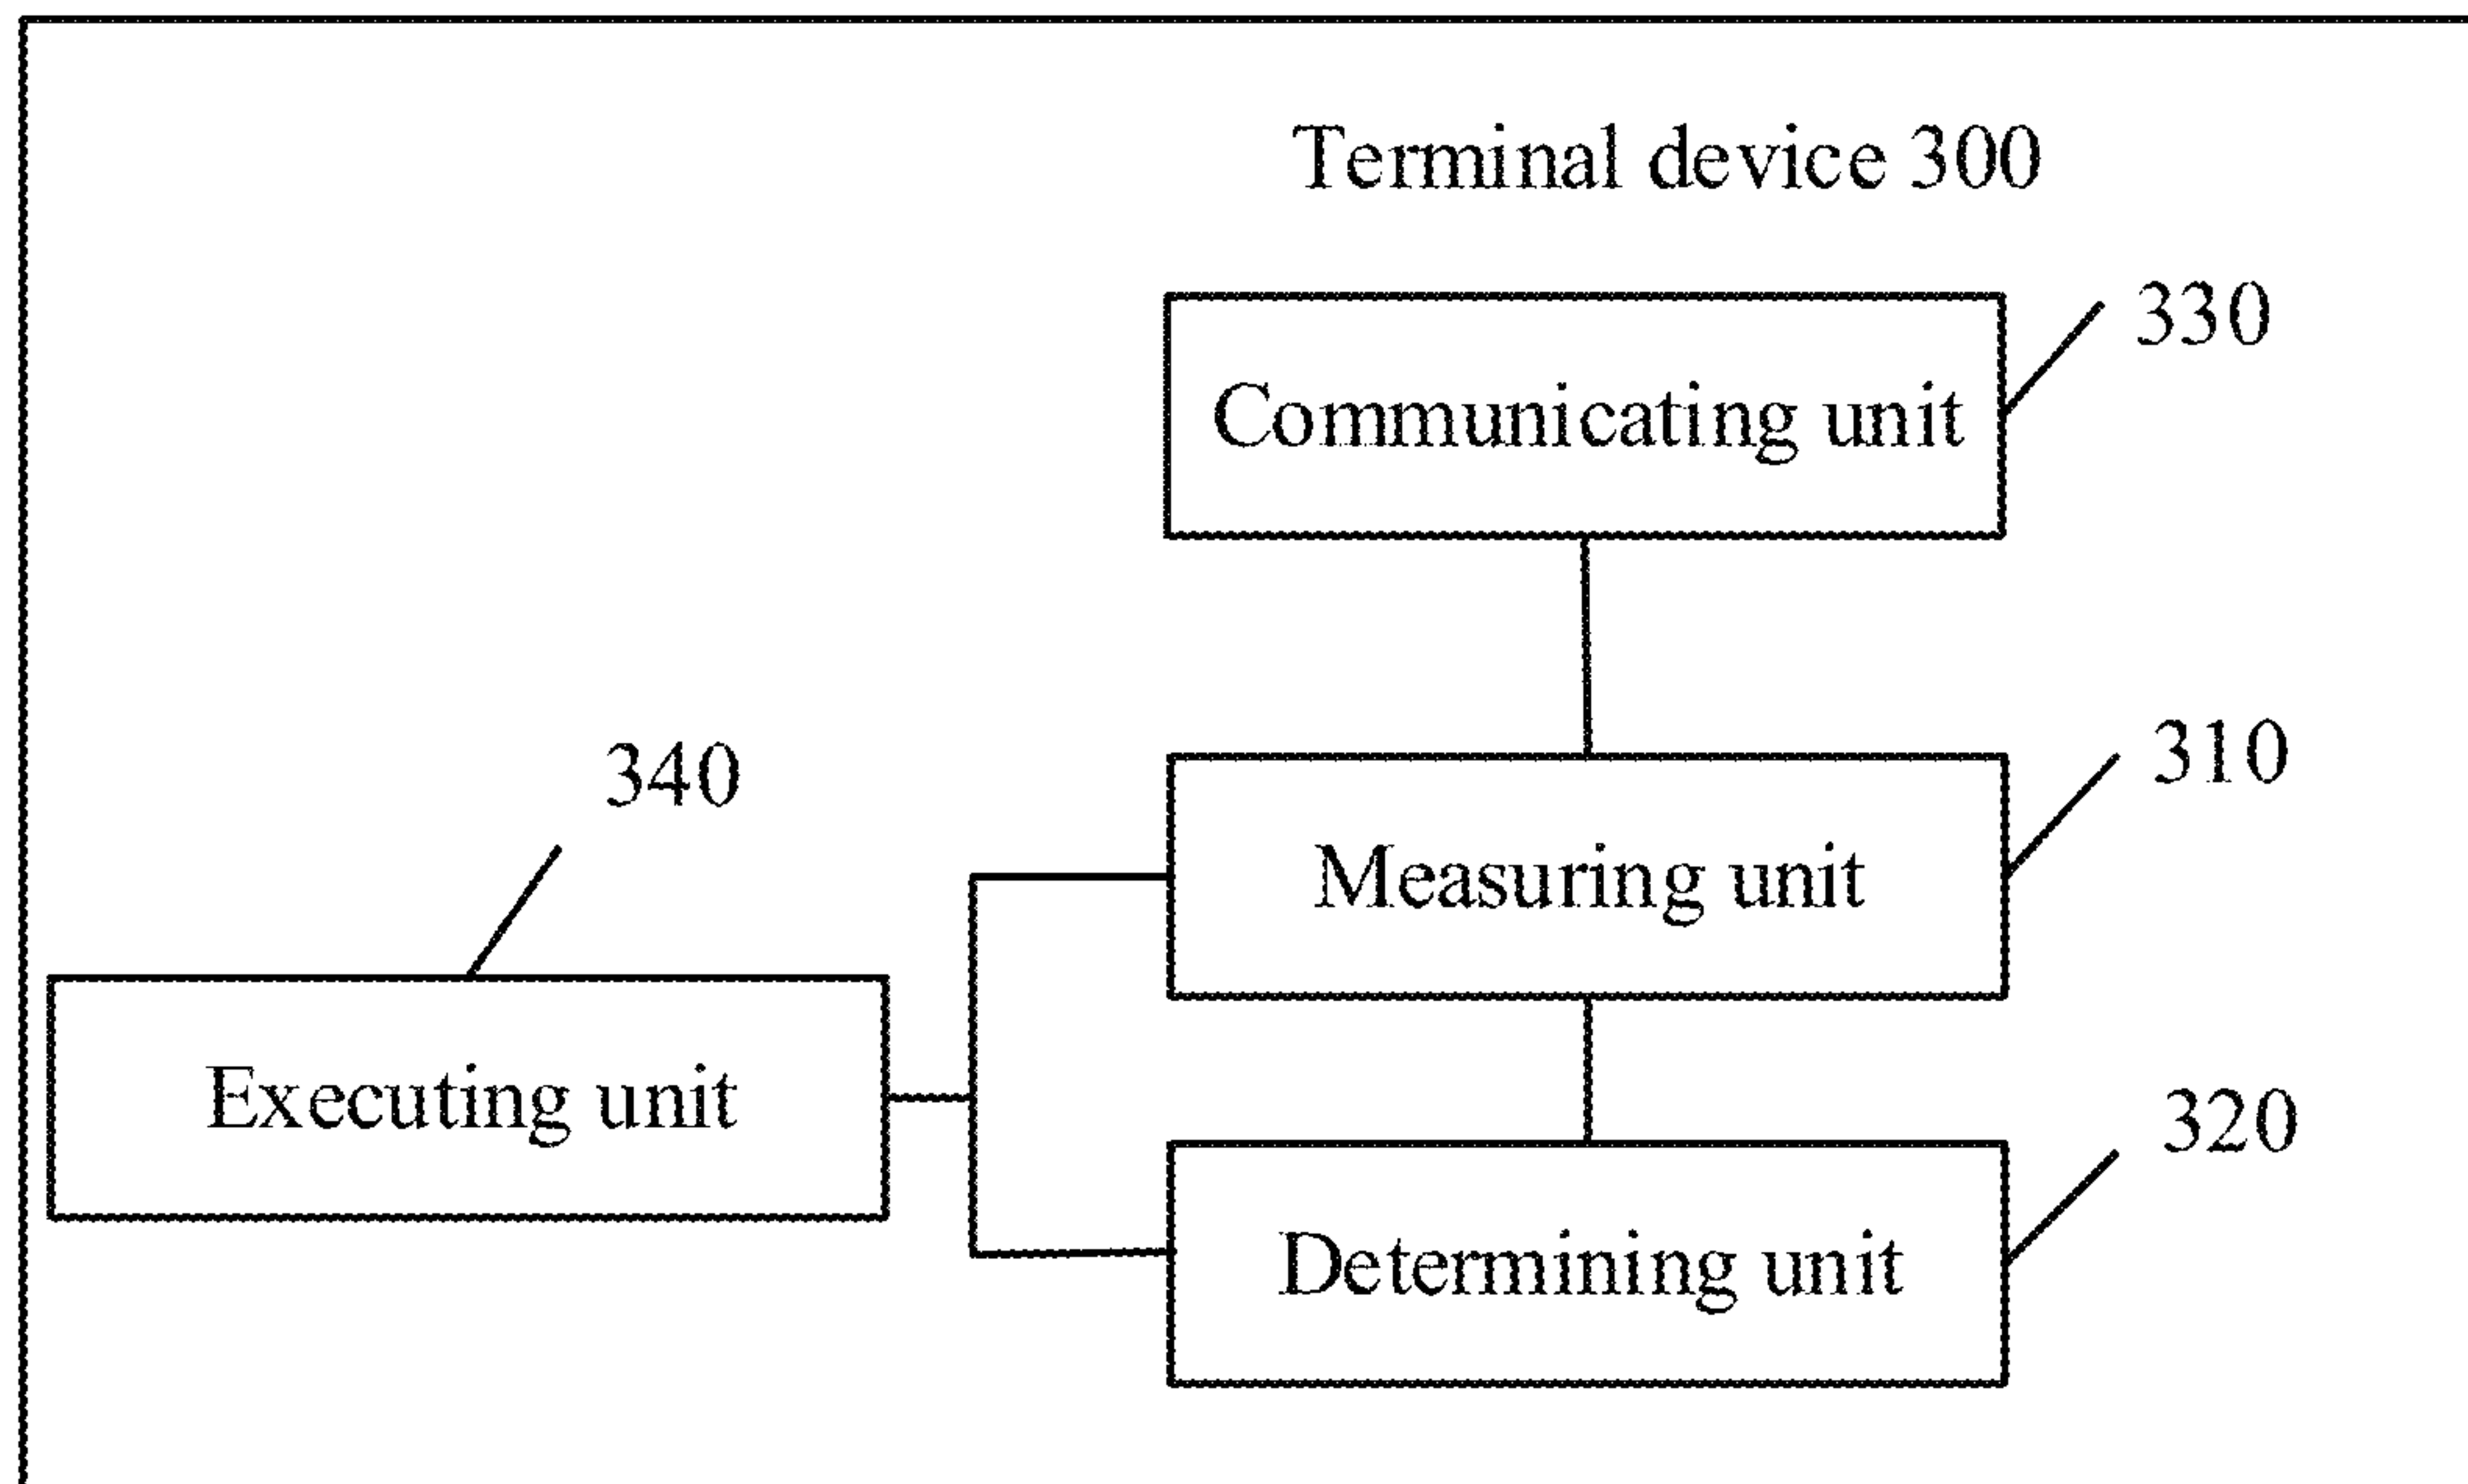 Terminal device 300
330
Communicating unit
340
310
Measuring unit
Executing unit
320
Determining unit